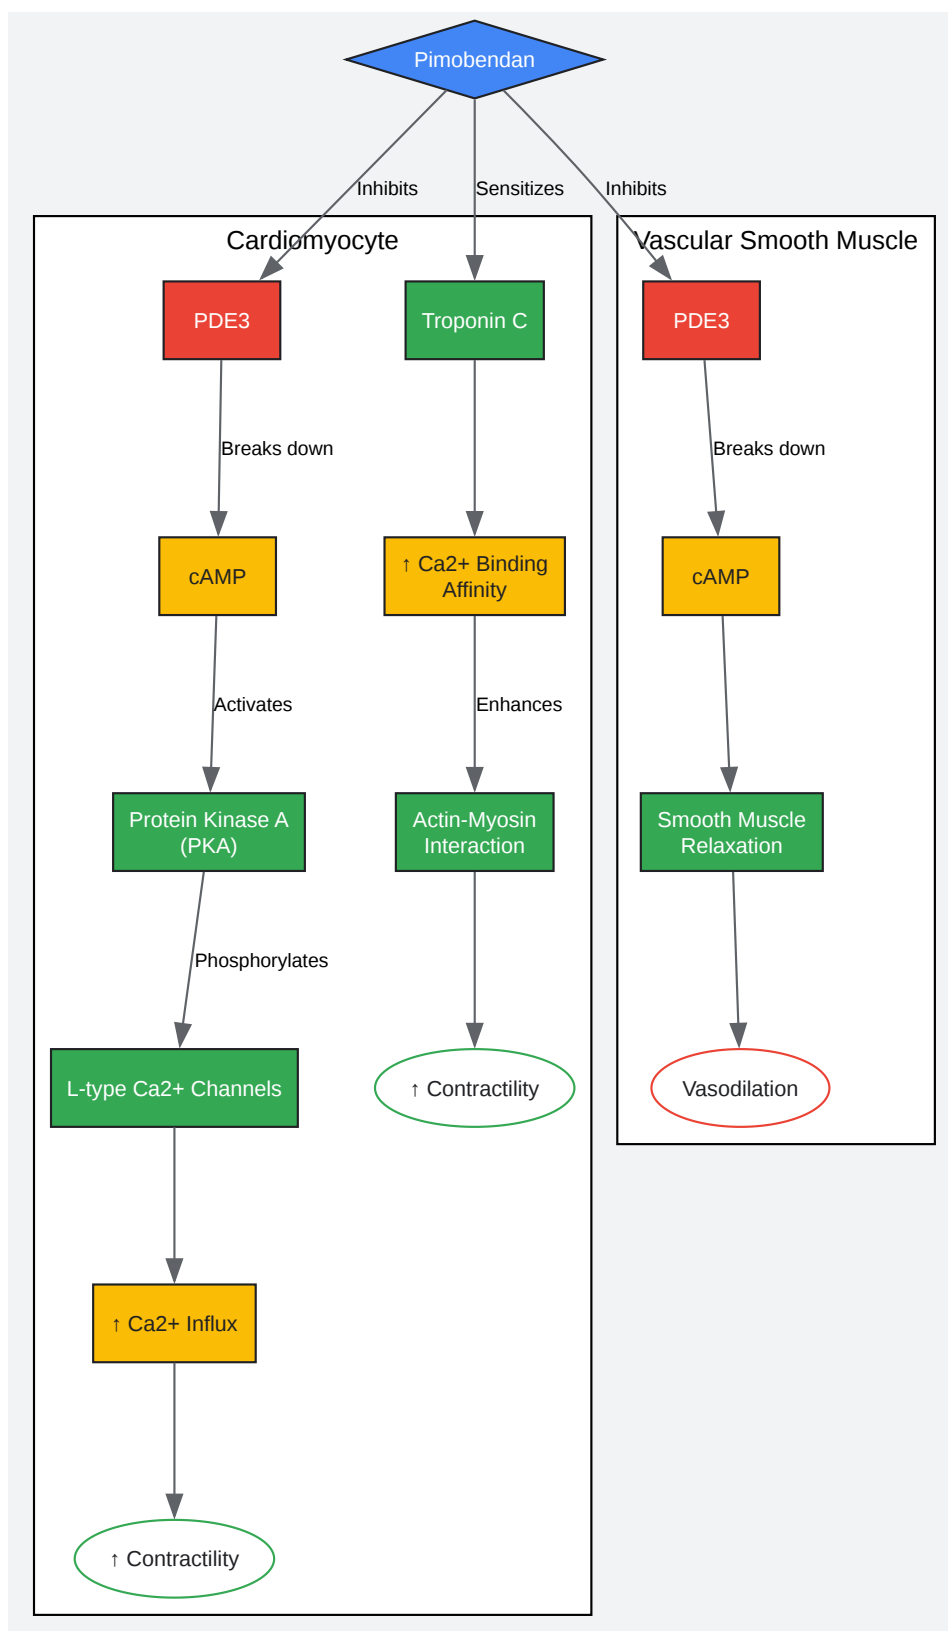 Pimobendan
Inhibits
Sensitizes
Inhibits
Cardiomyocyte
Vascular Smooth Muscle
PDE3
Troponin C
PDE3
Breaks down
Breaks down
cAMP
↑ Ca2+ Binding
Affinity
cAMP
Activates
Enhances
Protein Kinase A
(PKA)
Actin-Myosin
Interaction
Smooth Muscle
Relaxation
Phosphorylates
L-type Ca2+ Channels
↑ Contractility
Vasodilation
↑ Ca2+ Influx
↑ Contractility